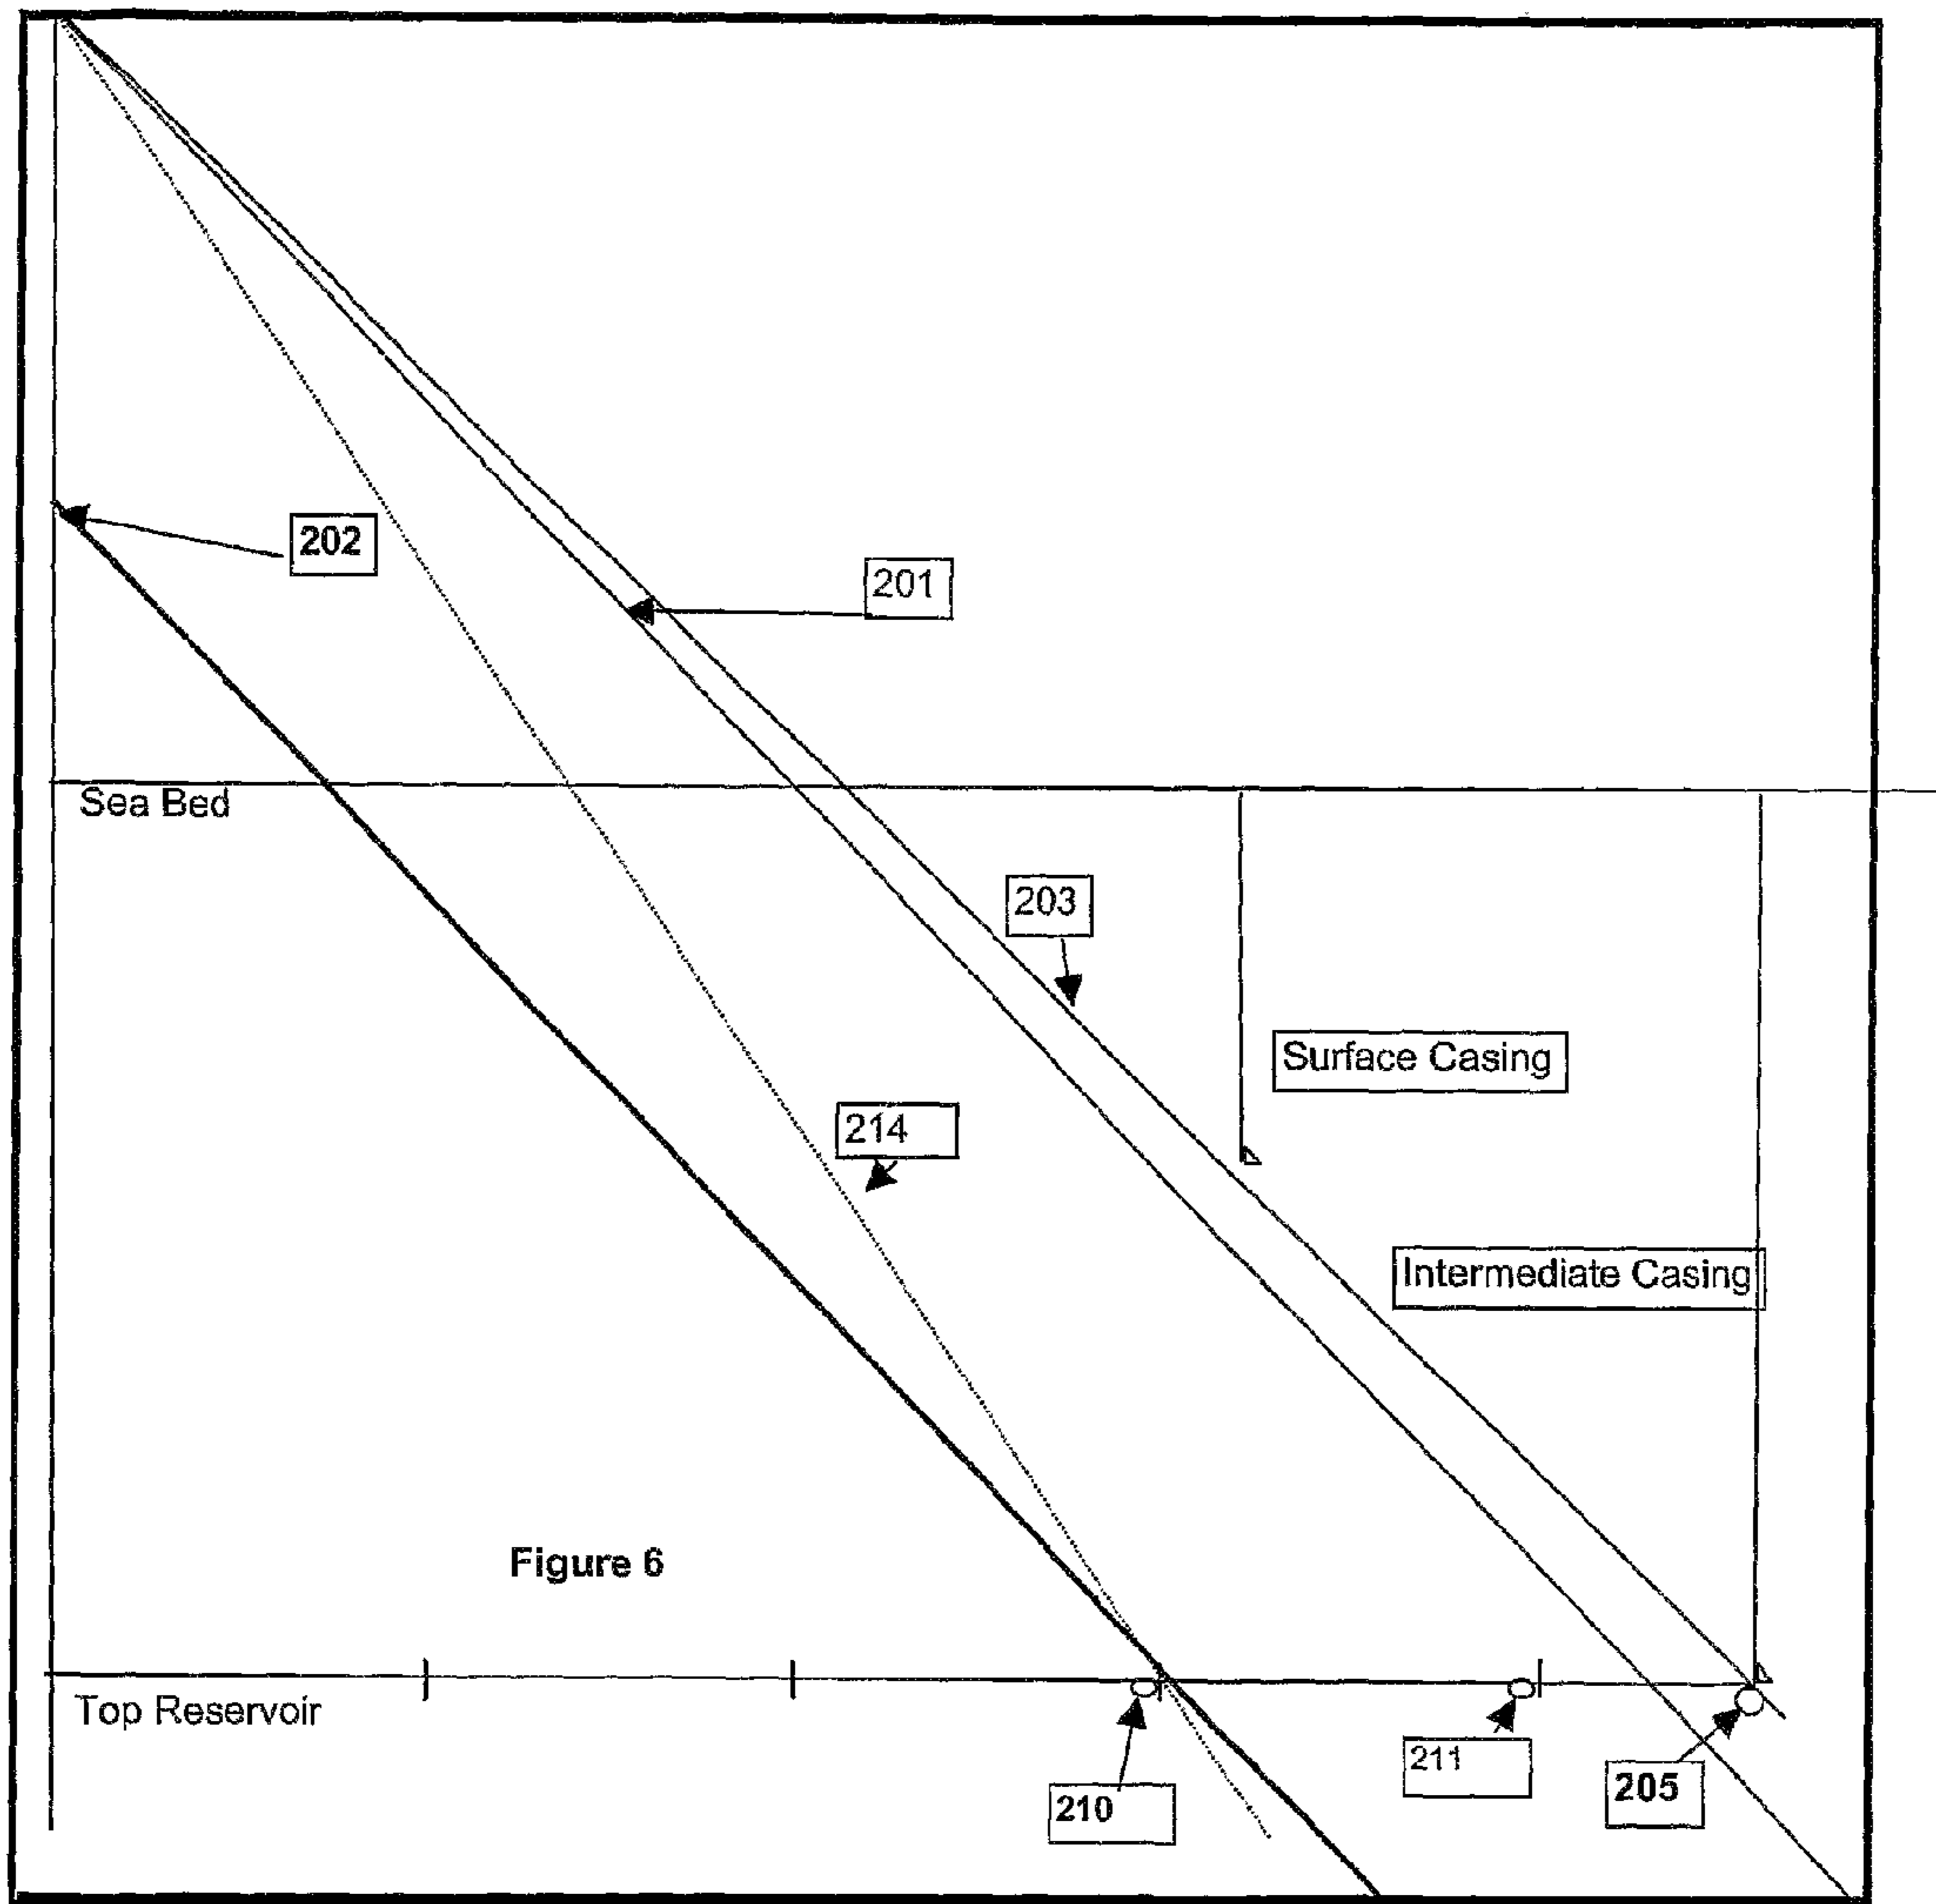 202
201
Sea Bed
203
Surface Casing
214
Intermediate Casing
Figure 6
Top Reservoir
211
205
210